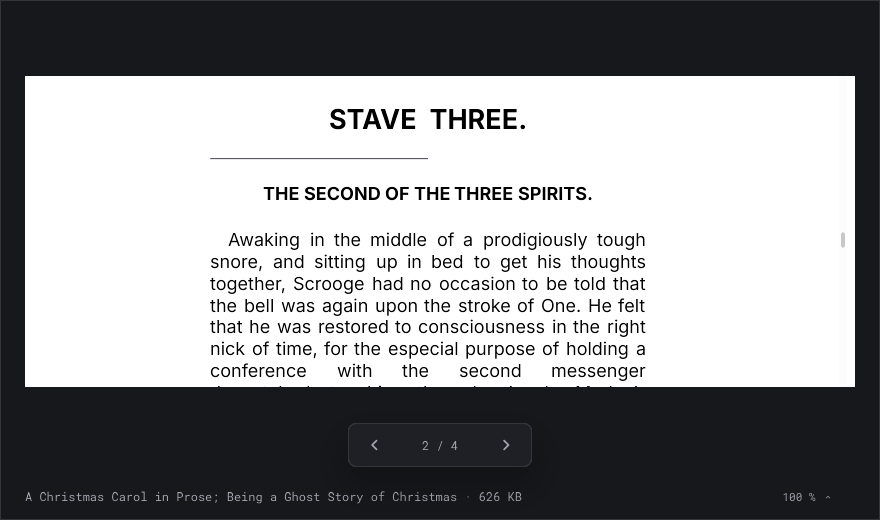 STAVE THREE.
THE SECOND OF THE THREE SPIRITS.
Awaking in the middle of a prodigiously tough
snore, and sitting up in bed to get his thoughts
together, Scrooge had no occasion to be told that
the bell was again upon the stroke of One. He felt
that he was restored to consciousness in the right
nick of time, for the especial purpose of holding a
conference with the second messenger
2 / 4
A Christmas Carol in Prose; Being a Ghost Story of Christmas · 626 KB
100 %